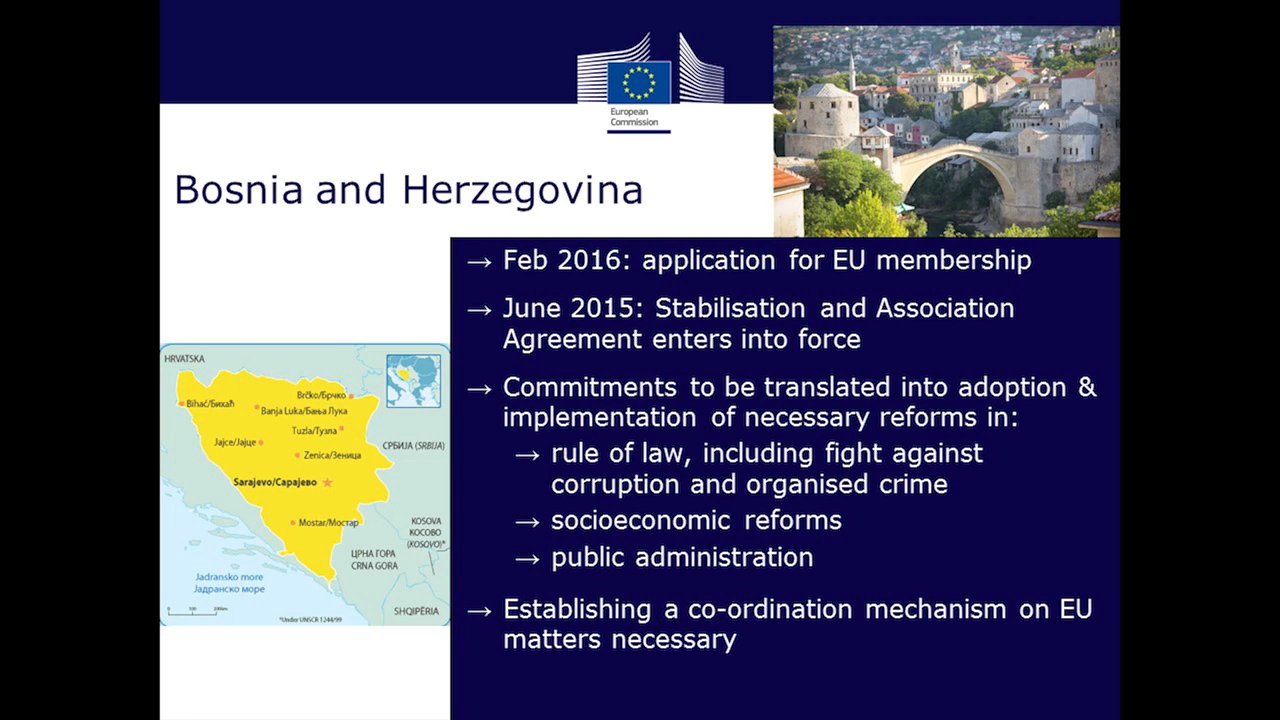 European
Commission
Bosnia and Herzegovina
→ Feb 2016: application for EU membership
→ June 2015: Stabilisation and Association
Agreement enters into force
→ Commitments to be translated into adoption &
implementation of necessary reforms in:
→ rule of law, including fight against
corruption and organised crime
→ socioeconomic reforms
→ public administration
→ Establishing a co-ordination mechanism on EU
matters necessary
HRVATSKA
Brčko/Брчко
Bihać/Бихаћ
Banja Luka/Бања Лука
Tuzla/Тузла
Jajce/Јајце
СРБИЈА (SRBIJA)
Zenica/Зеница
Sarajevo/Сарајево
Mostar/Мостар
KOSOVA
КОСОВО
(KOSOVO)*
ЦРНА ГОРА
CRNA GORA
Jadransko more
Јадранско море
0 100 200km
SHQIPËRIA
*Under UNSCR 1244/99